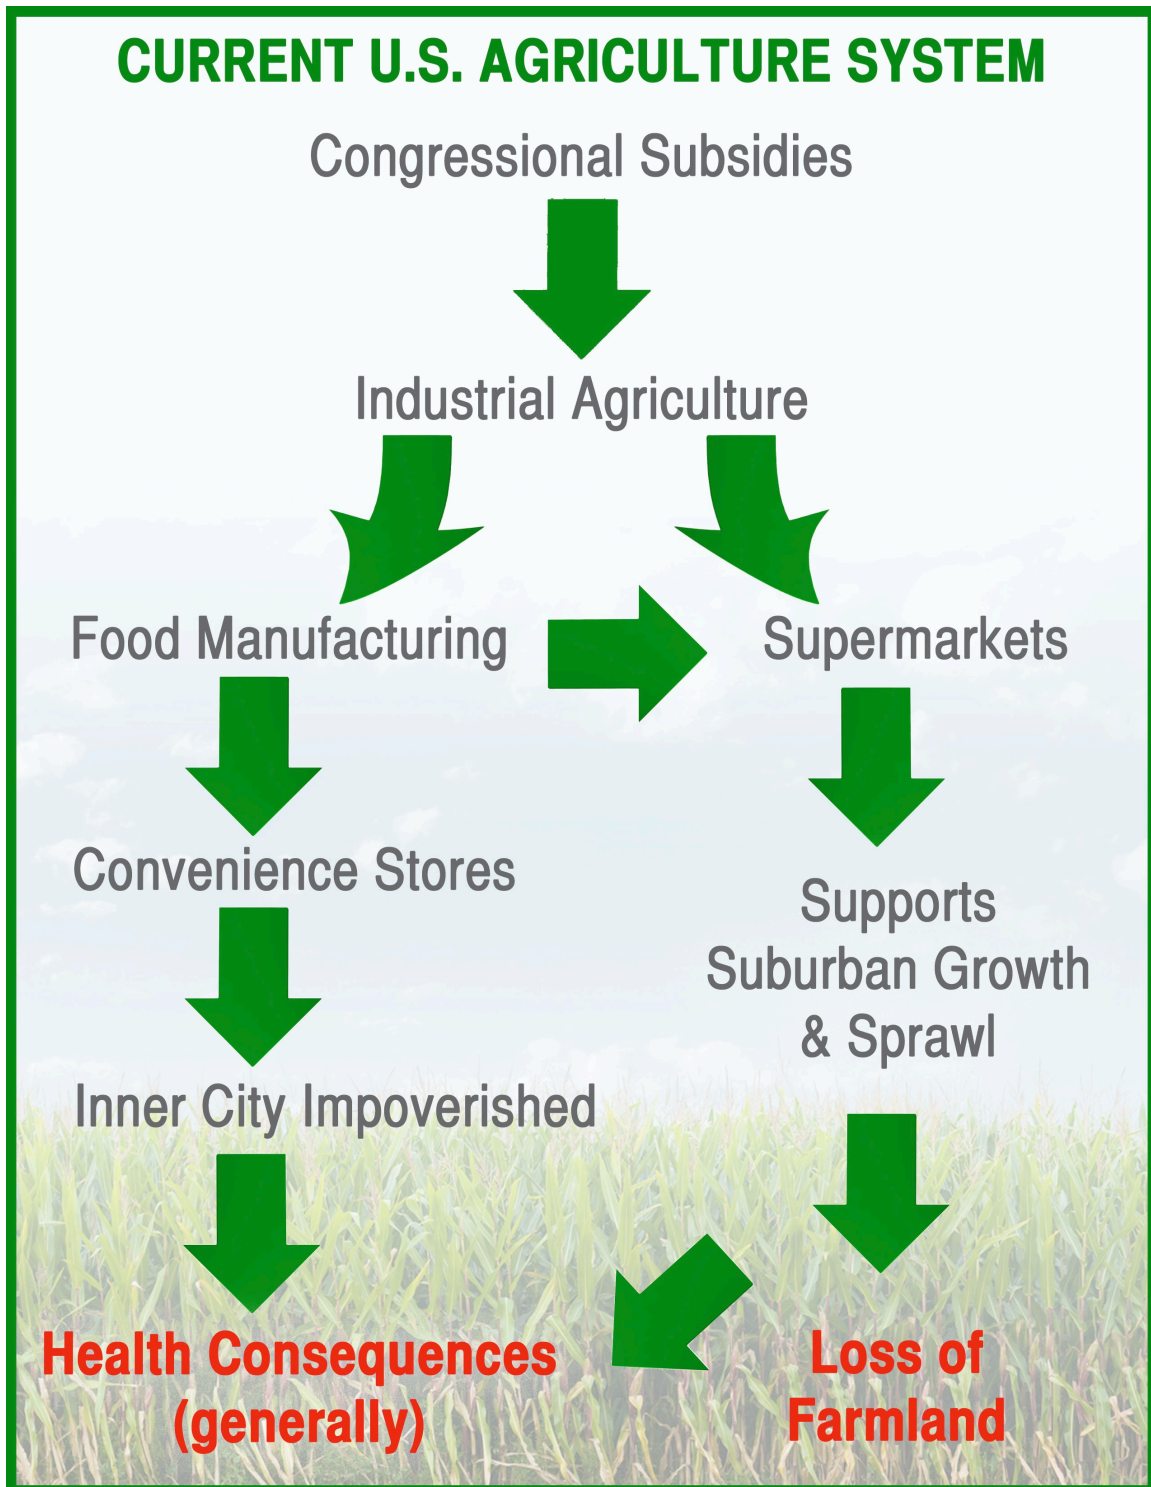 CURRENT U.S. AGRICULTURE SYSTEM
Congressional Subsidies
Industrial Agriculture
Food Manufacturing
Supermarkets
Convenience Stores
Supports
Suburban Growth
& Sprawl
Inner City Impoverished
Health Consequences
(generally)
Loss of
Farmland